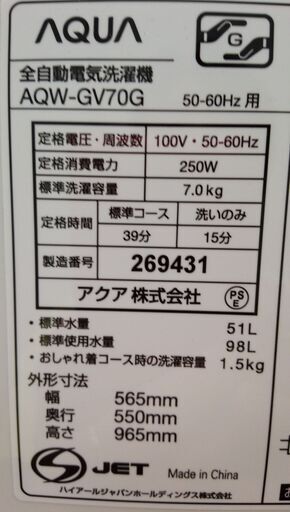 AQUA
G
全自動電気洗濯機
AQW-GV70G 50-60Hz 用
定格電圧・周波数 100V・50-60Hz
定格消費電力 250W
標準洗濯容量 7.0kg
定格時間 標準コース 洗いのみ
39分 15分
製造番号 269431
アクア 株式会社 PSE
・標準水量 51L
・標準使用水量 98L
・おしゃれ着コース時の洗濯容量 1.5kg
外形寸法
幅 565mm
奥行 550mm
高さ 965mm
JET Made in China
ハイアールジャパンホールディングス株式会社